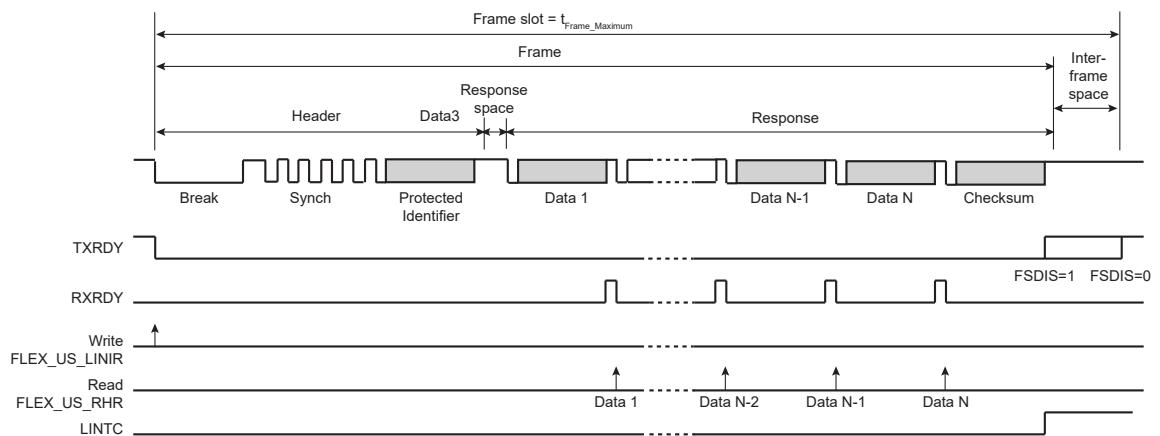 Frame slot = tFrame_Maximum
Frame
Inter-
frame
space
Response
space
Header
Data3
Response
Break
Synch
Protected
Identifier
Data 1
Data N-1
Data N
Checksum
TXRDY
FSDIS=1
FSDIS=0
RXRDY
Write
FLEX_US_LINIR
Read
FLEX_US_RHR
Data 1
Data N-2
Data N-1
Data N
LINTC